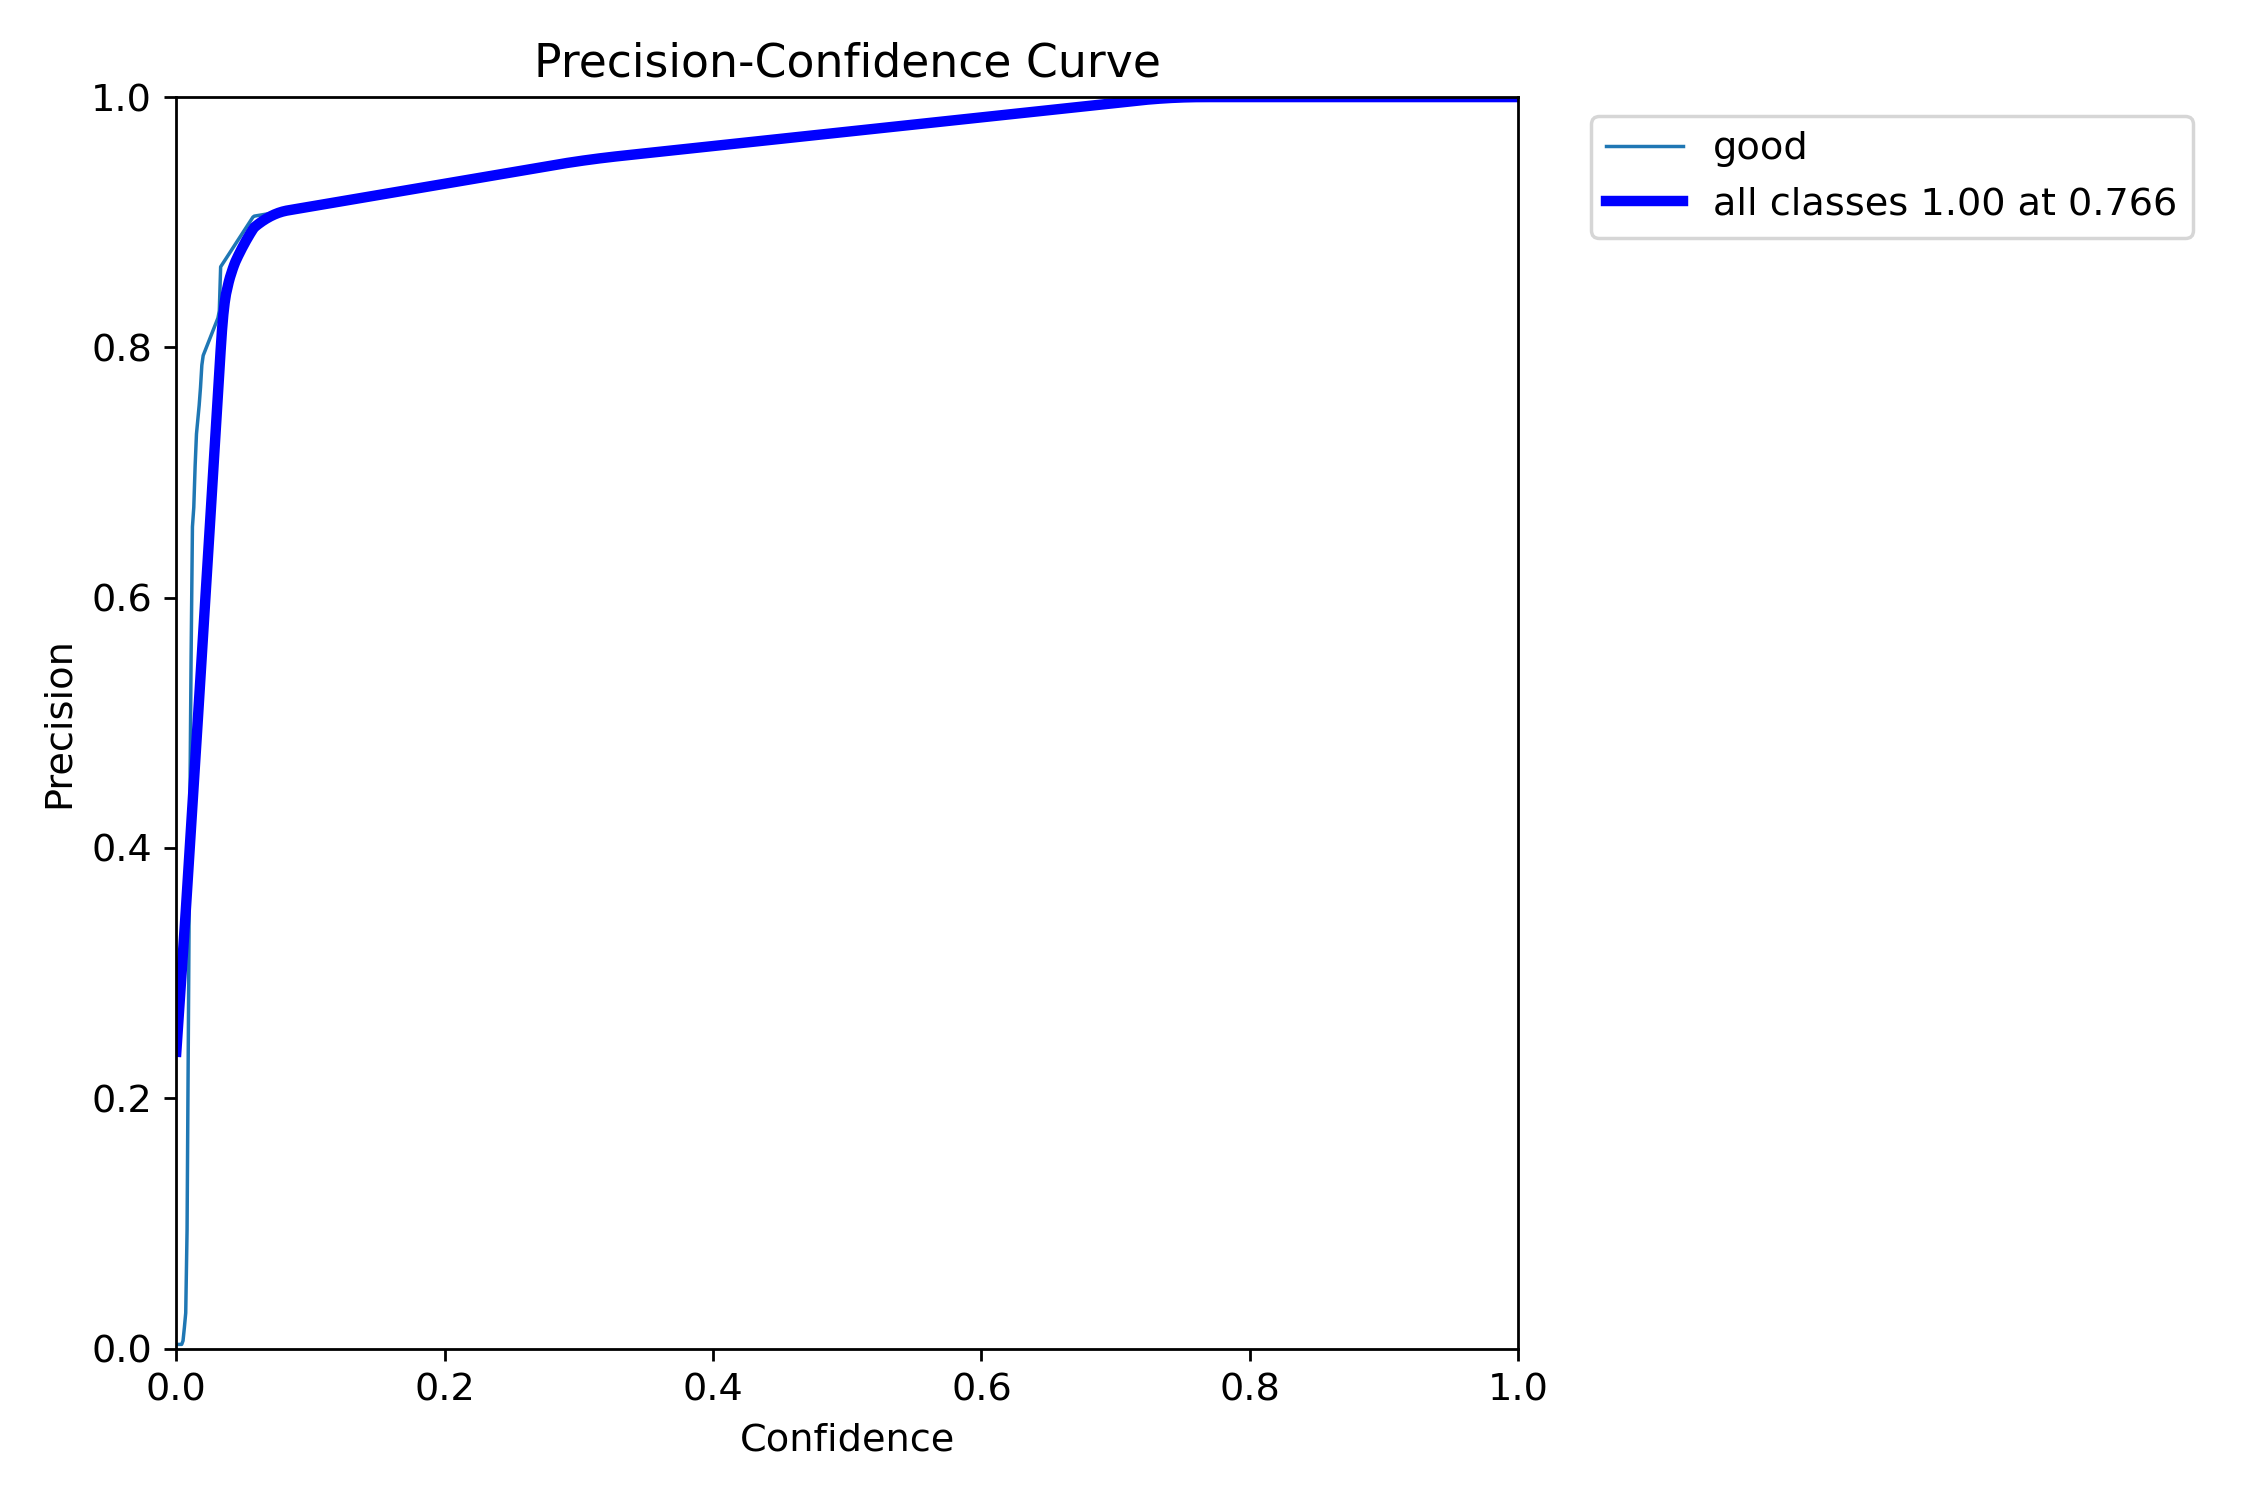 Precision-Confidence Curve
good
all classes 1.00 at 0.766
1.0
0.8
0.6
0.4
0.2
0.0
Precision
0.0 0.2 0.4 0.6 0.8 1.0
Confidence